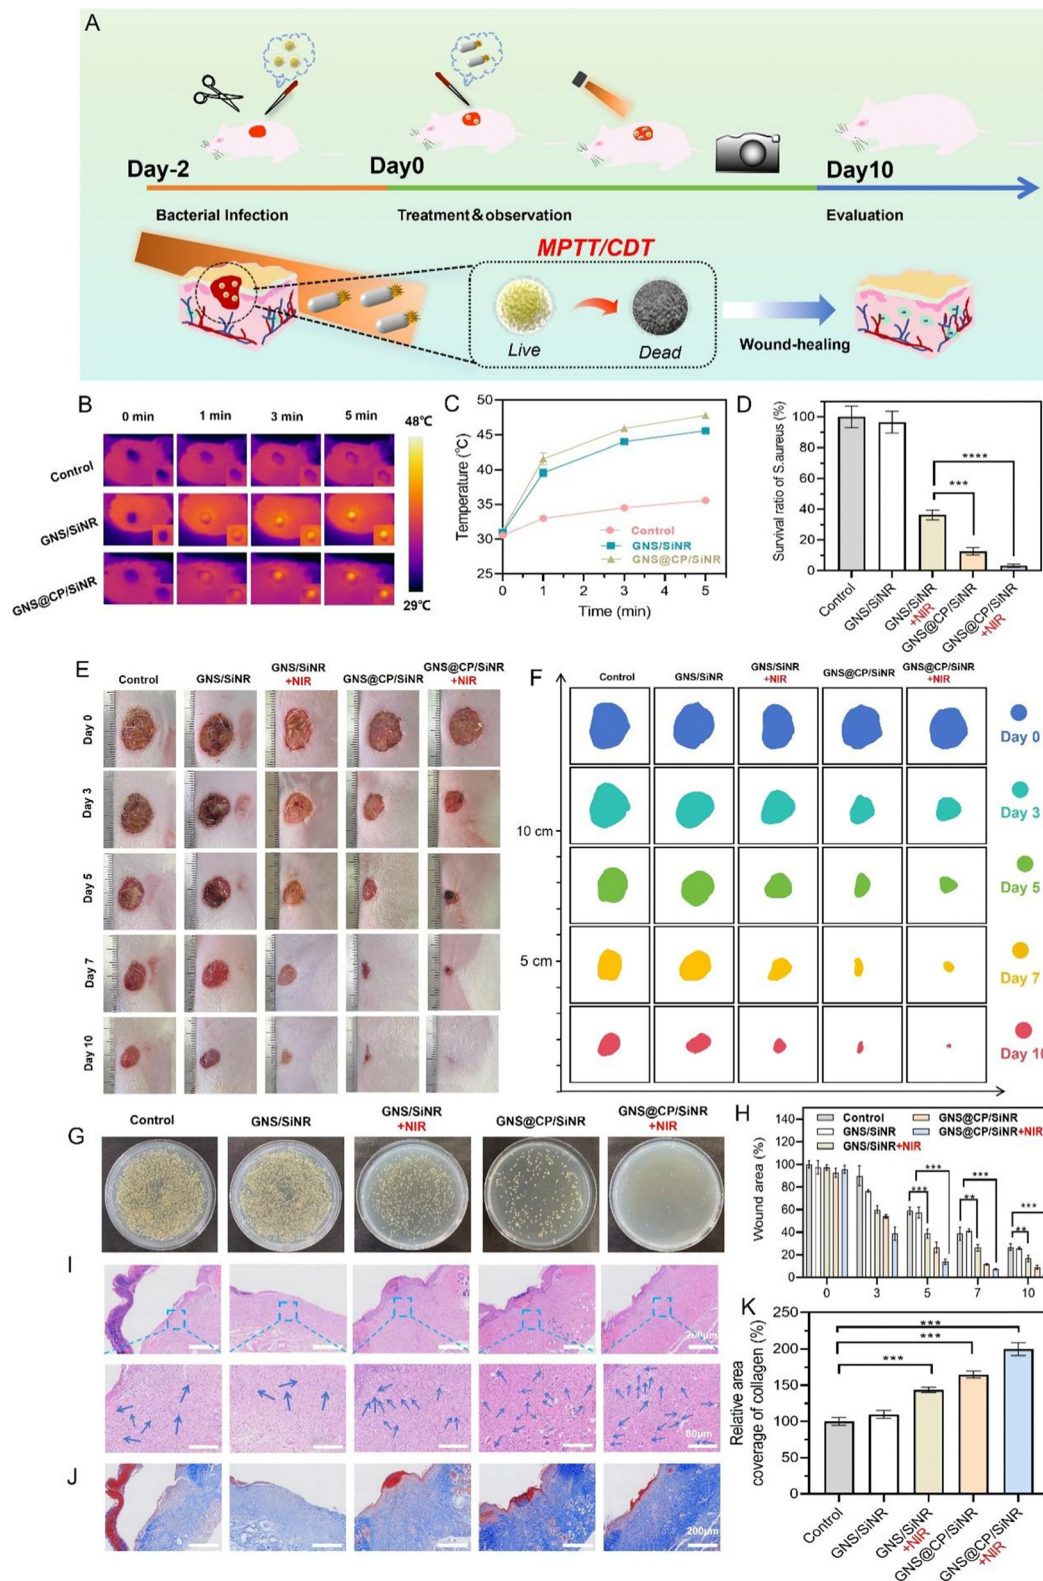 A
Day-2
Day0
Day10
Bacterial Infection
Treatment&observation
Evaluation
MPTT/CDT
Live
Dead
Wound-healing
B
0 min
1 min
3 min
5 min
48℃
Control
GNS/SiNR
GNS@CP/SiNR
29℃
C
50
45
40
35
30
25
Temperature (℃)
Control
GNS/SiNR
GNS@CP/SiNR
0
1
2
3
4
5
Time (min)
D
Survival ratio of S.aureus (%)
100
80
60
40
20
0
***
****
Control
GNS/SiNR
GNS/SiNR
+NIR
GNS@CP/SiNR
GNS@CP/SiNR
+NIR
E
Control
GNS/SiNR
GNS/SiNR
+NIR
GNS@CP/SiNR
GNS@CP/SiNR
+NIR
Day 0
Day 3
Day 5
Day 7
Day 10
F
Control
GNS/SiNR
GNS/SiNR
+NIR
GNS@CP/SiNR
GNS@CP/SiNR
+NIR
Day 0
Day 3
10 cm
Day 5
5 cm
Day 7
Day 10
G
Control
GNS/SiNR
GNS/SiNR
+NIR
GNS@CP/SiNR
GNS@CP/SiNR
+NIR
H
Wound area (%)
140
120
100
80
60
40
20
0
Control
GNS/SiNR
GNS/SiNR+NIR
GNS@CP/SiNR
GNS@CP/SiNR+NIR
***
***
***
**
***
**
0
3
5
7
10
I
200μm
80μm
J
200μm
K
Relative area
coverage of collagen (%)
250
200
150
100
50
0
***
***
***
Control
GNS/SiNR
GNS/SiNR
+NIR
GNS@CP/SiNR
GNS@CP/SiNR
+NIR